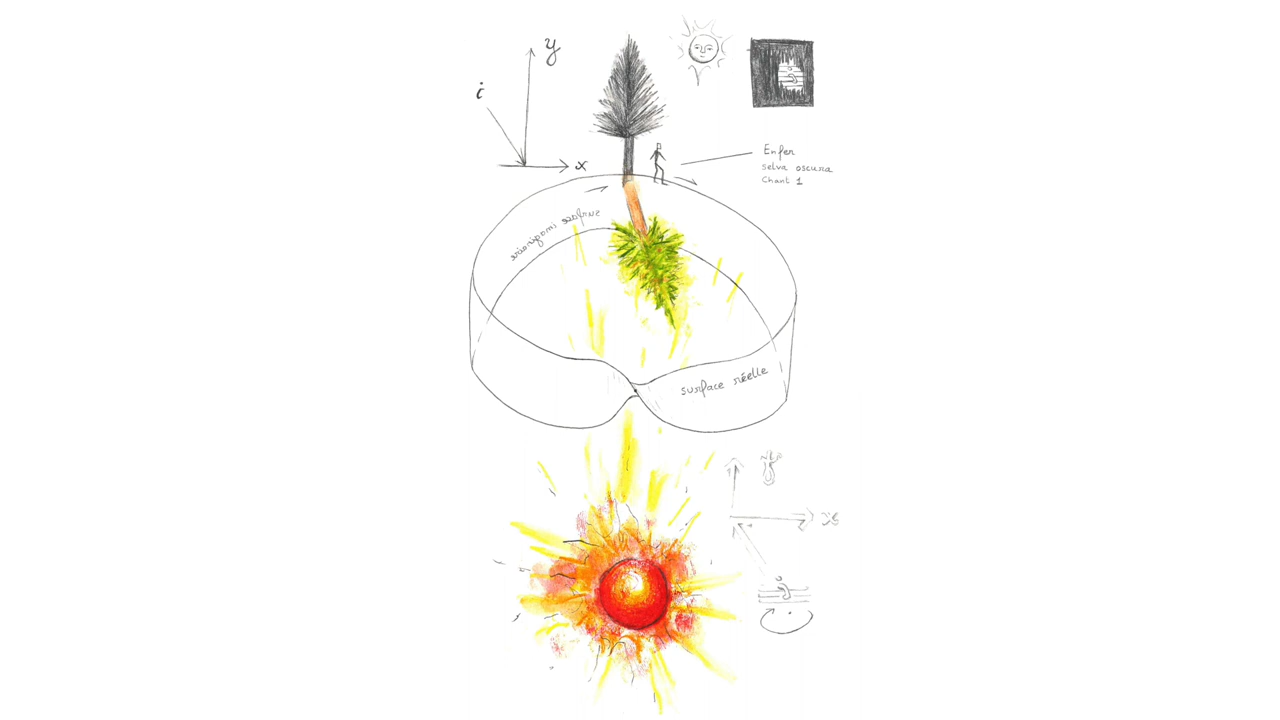 y
i
x
Enfer
selva oscura
Chant 1
surface imaginaire
surface réelle